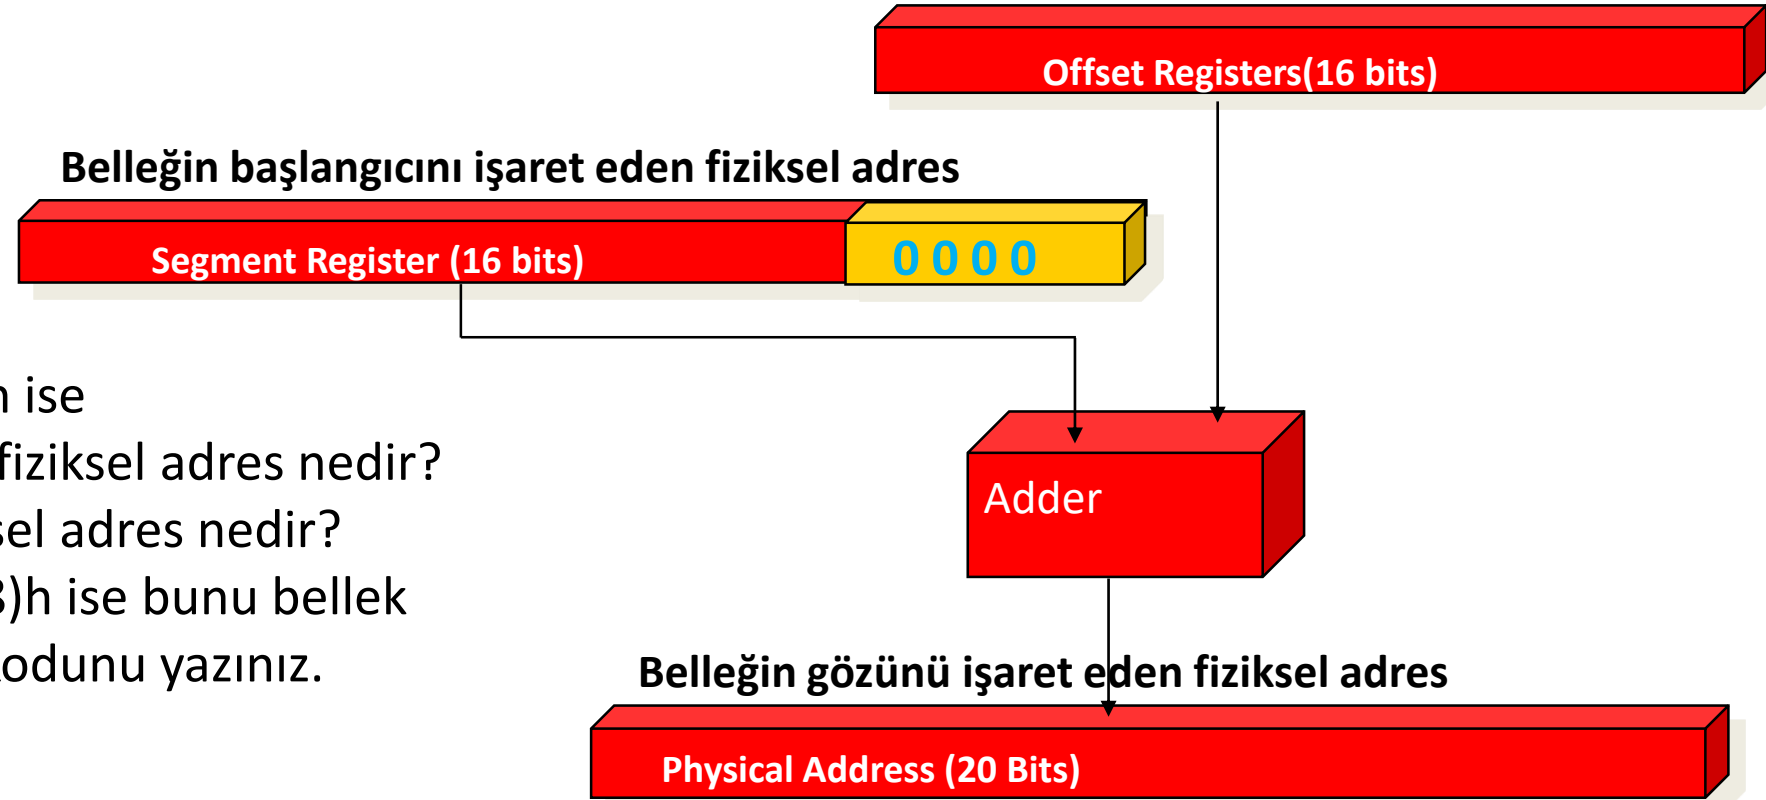 Offset Registers(16 bits)
Belleğin başlangıcını işaret eden fiziksel adres
Segment Register (16 bits)
0 0 0 0
ise
fiziksel adres nedir?
adres nedir?
ise bunu bellek
yazınız.
Adder
Belleğin gözünü işaret eden fiziksel adres
Physical Address (20 Bits)